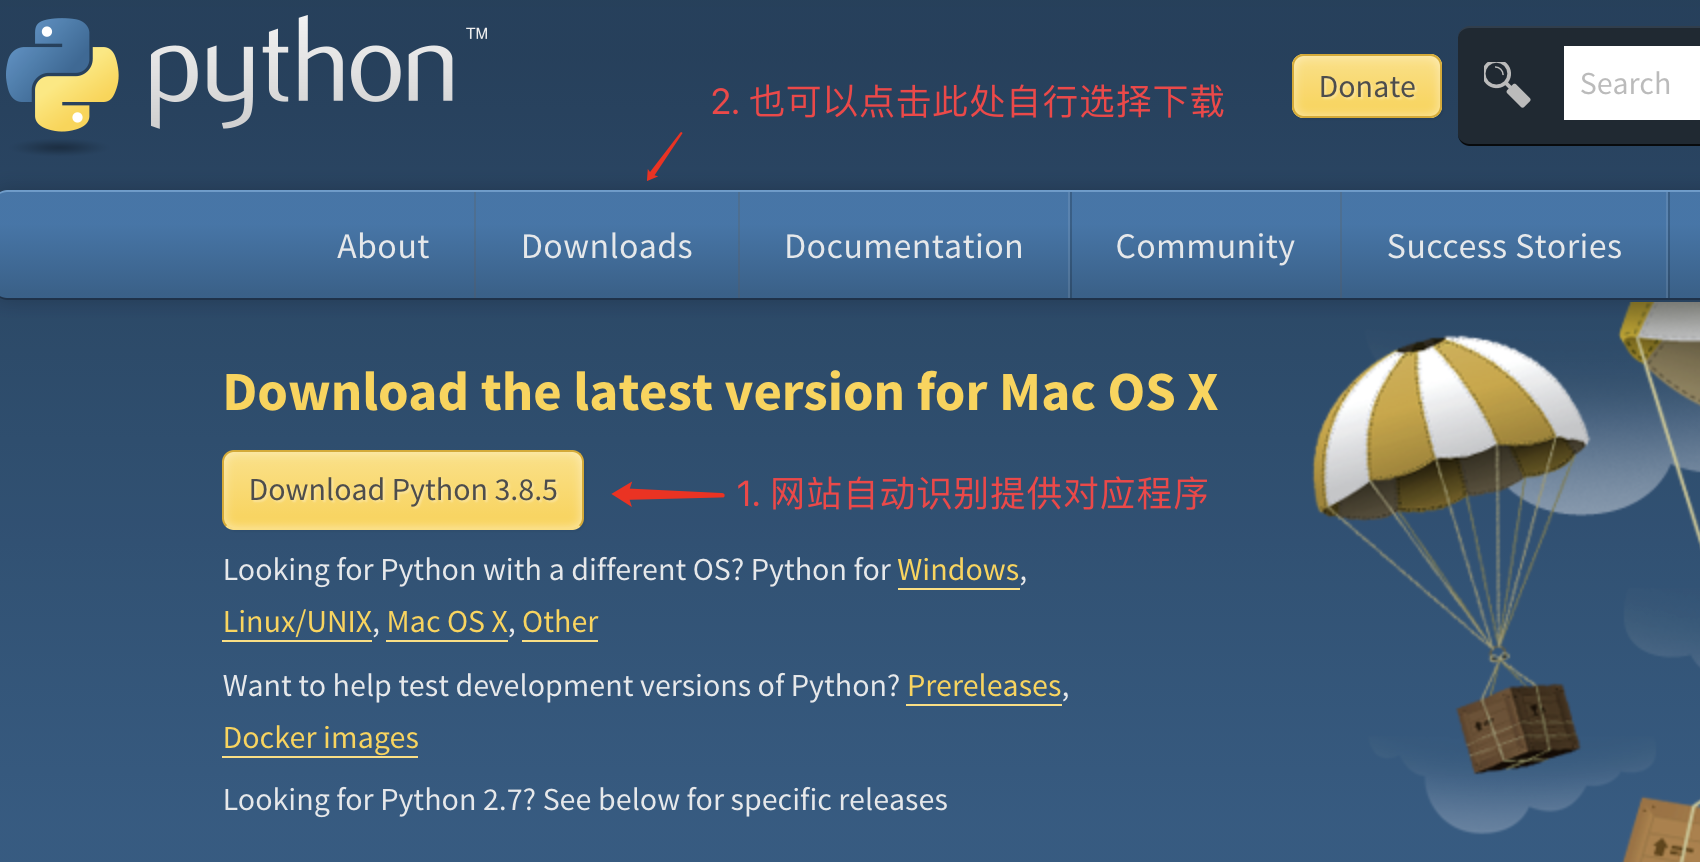 python™
2. 也可以点击此处自行选择下载
Donate
Search
About
Downloads
Documentation
Community
Success Stories
Download the latest version for Mac OS X
Download Python 3.8.5
1. 网站自动识别提供对应程序
Looking for Python with a different OS? Python for Windows,
Linux/UNIX, Mac OS X, Other
Want to help test development versions of Python? Prereleases,
Docker images
Looking for Python 2.7? See below for specific releases